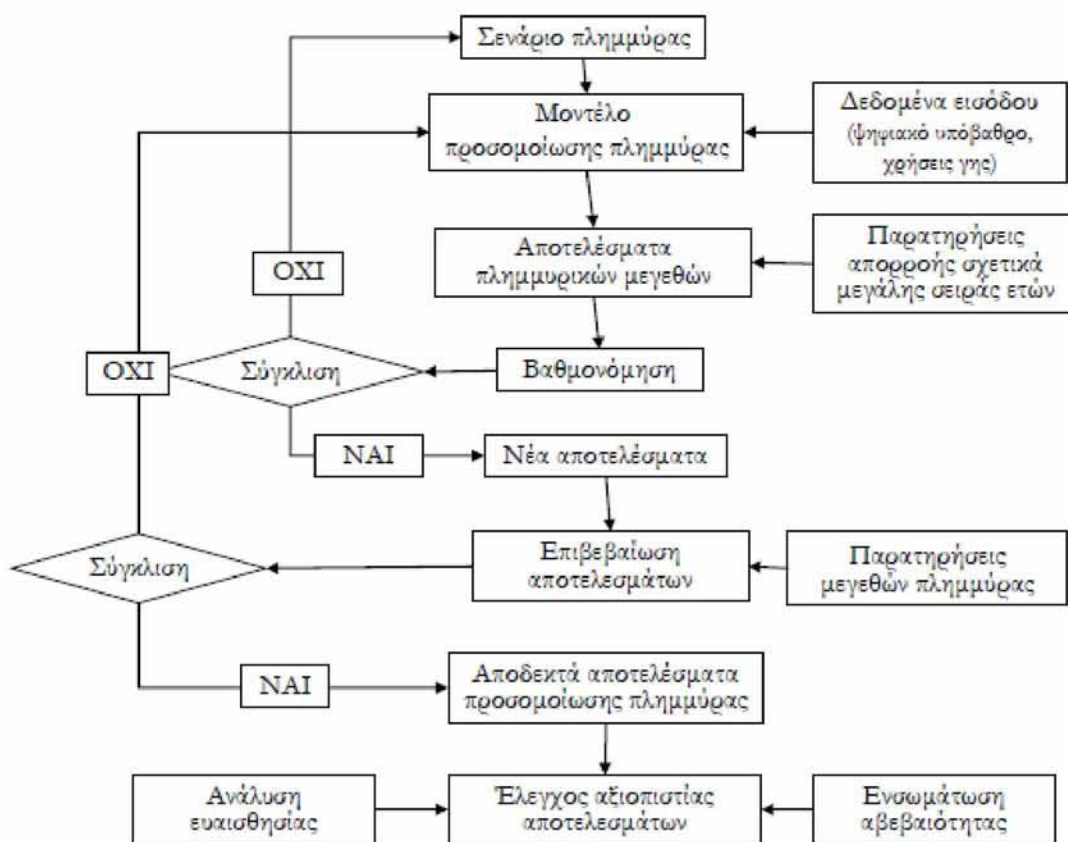 Σενάριο πλημμύρας
Μοντέλο
προσομοίωσης πλημμύρας
Δεδομένα εισόδου
(ψηφιακό υπόβαθρο,
χρήσεις γης)
Αποτελέσματα
πλημμυρικών μεγεθών
Παρατηρήσεις
απορροής σχετικά
μεγάλης σειράς ετών
ΟΧΙ
ΟΧΙ
Σύγκλιση
Βαθμονόμηση
ΝΑΙ
Νέα αποτελέσματα
Σύγκλιση
Επιβεβαίωση
αποτελεσμάτων
Παρατηρήσεις
μεγεθών πλημμύρας
ΝΑΙ
Αποδεκτά αποτελέσματα
προσομοίωσης πλημμύρας
Ανάλυση
ευαισθησίας
Έλεγχος αξιοπιστίας
αποτελεσμάτων
Ενσωμάτωση
αβεβαιότητας